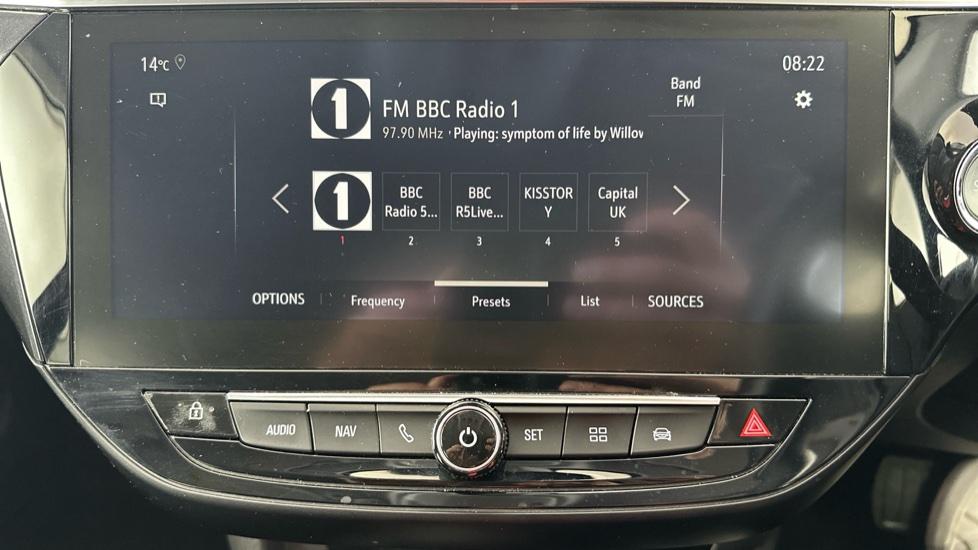 14°C
08:22
1
FM BBC Radio 1
97.90 MHz · Playing: symptom of life by Willow
Band
FM
1
BBC
Radio 5...
BBC
R5Live...
KISSTOR
Y
Capital
UK
1
2
3
4
5
OPTIONS
Frequency
Presets
List
SOURCES
AUDIO
NAV
SET